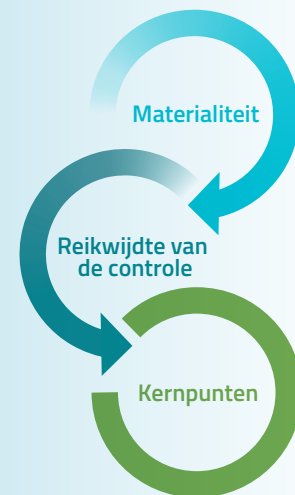 Materialiteit
Reikwijdte van
de controle
Kernpunten